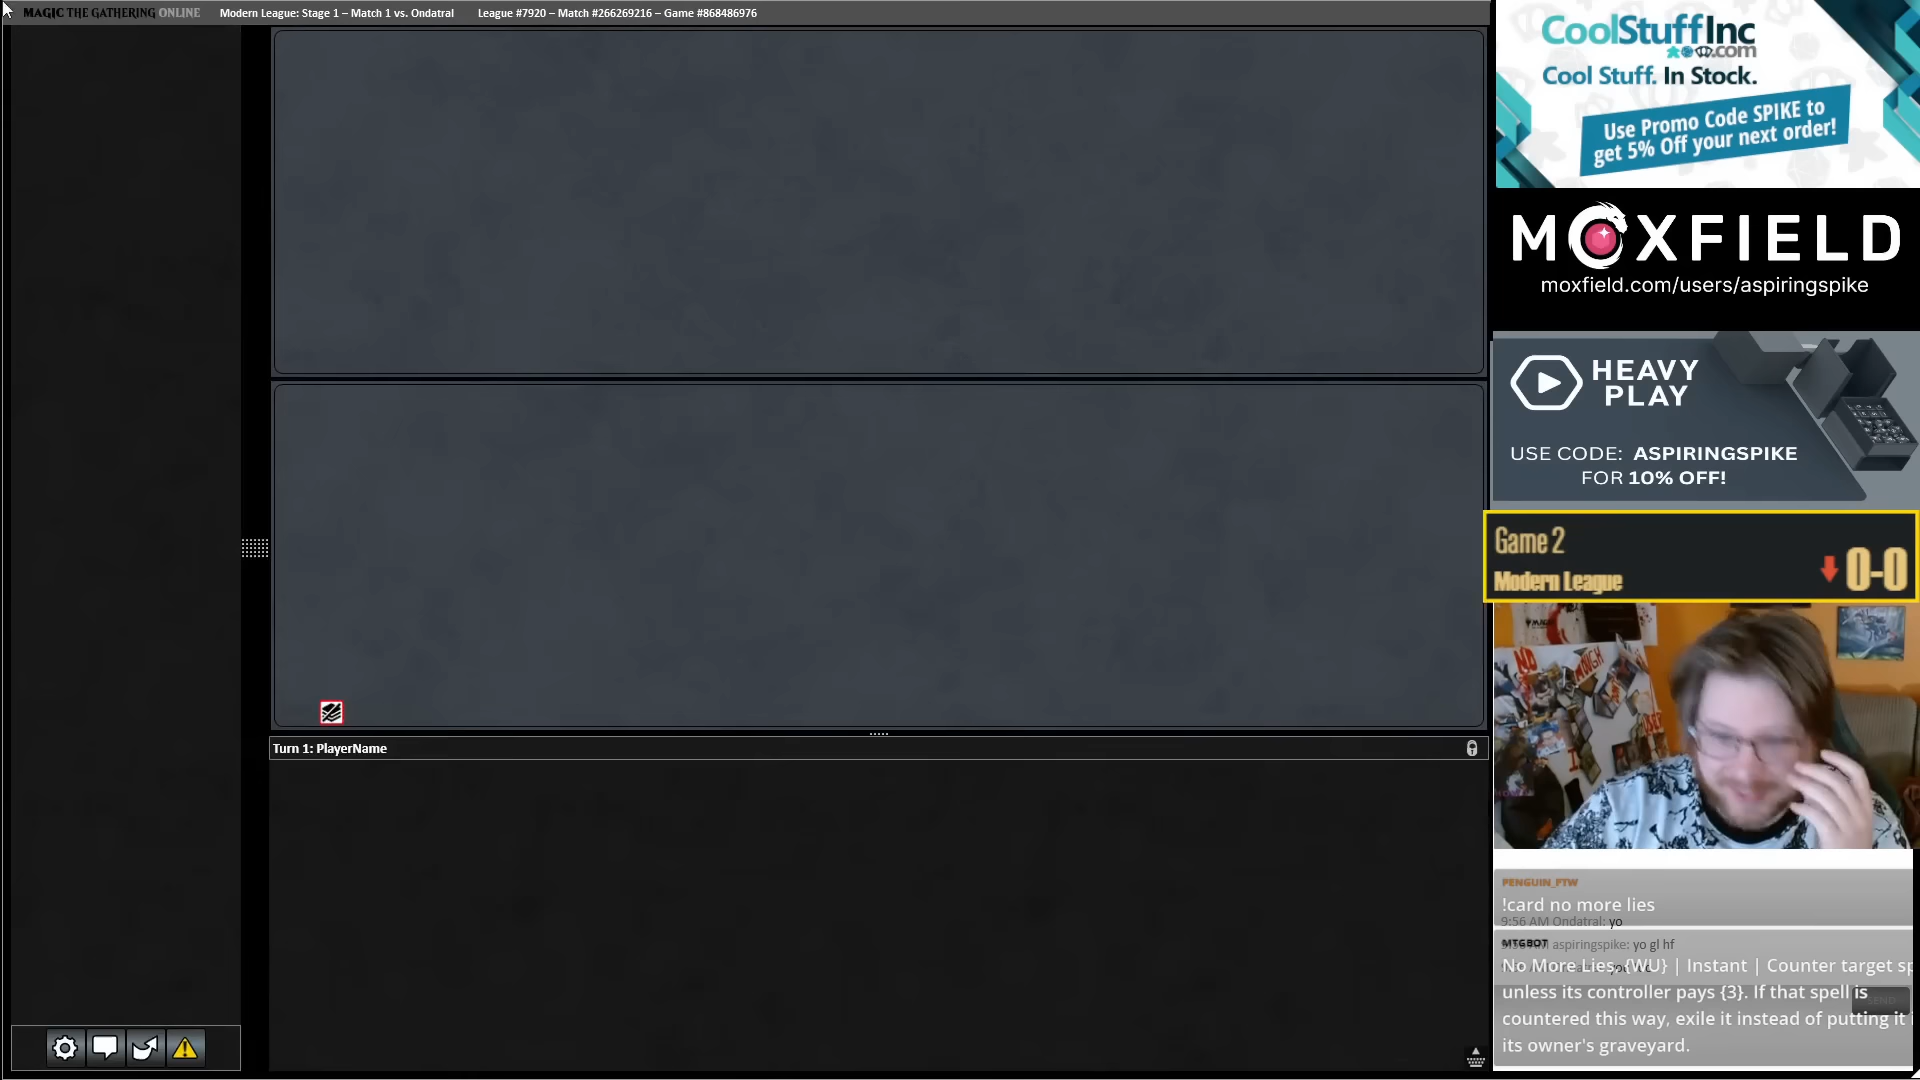 MAGIC THE GATHERING ONLINE
Modern League: Stage 1 – Match 1 vs. Ondatral
League #7920 – Match #266269216 – Game #868486976
CoolStuffInc
.com
Cool Stuff. In Stock.
Use Promo Code SPIKE to
get 5% Off your next order!
MOXFIELD
moxfield.com/users/aspiringspike
HEAVY
PLAY
USE CODE: ASPIRINGSPIKE
FOR 10% OFF!
Game 2
Modern League
0-0
NO
Turn 1: PlayerName
PENGUIN_FTW
!card no more lies
9:56 AM Ondatral: yo
MTGBOT
aspiringspike: yo gl hf
No More Lies {WU} | Instant | Counter target sp
unless its controller pays {3}. If that spell is
SEND
countered this way, exile it instead of putting it i
its owner's graveyard.